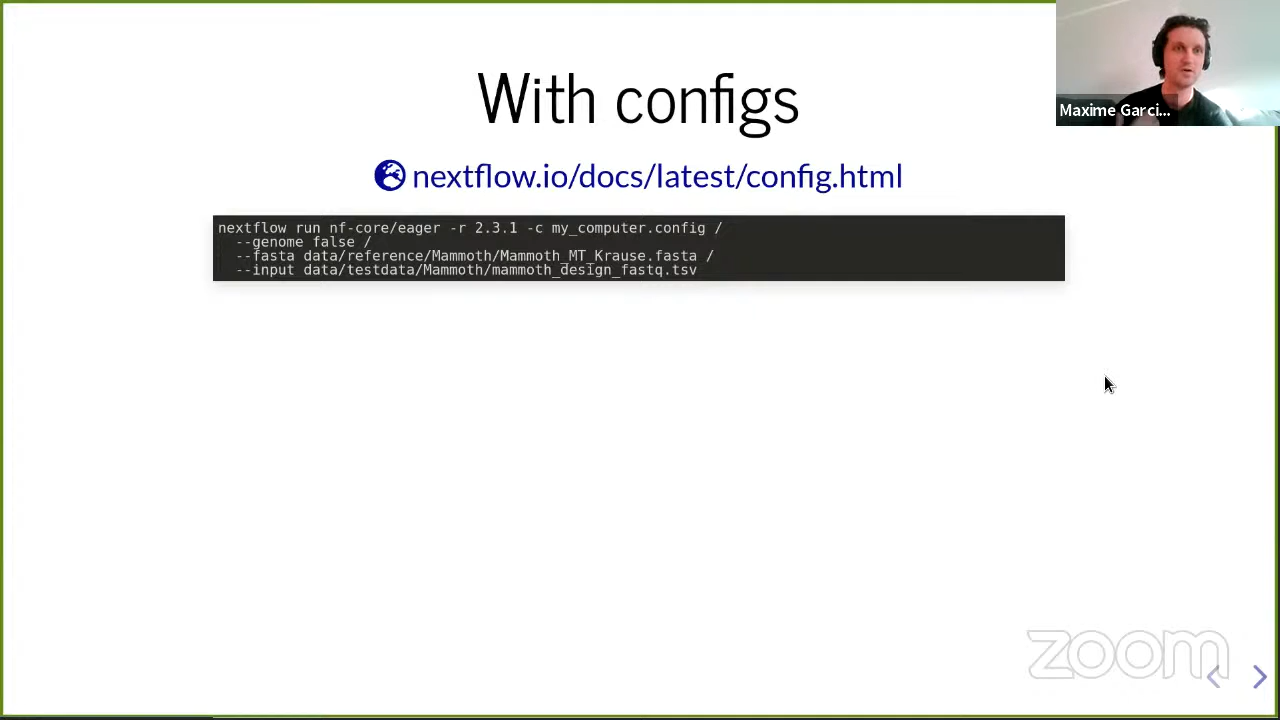 With configs
nextflow.io/docs/latest/config.html
nextflow run nf-core/eager -r 2.3.1 -c my_computer.config /
--genome false /
--fasta data/reference/Mammoth/Mammoth_MT_Krause.fasta /
--input data/testdata/Mammoth/mammoth_design_fastq.tsv
Maxime Garci...
zoom